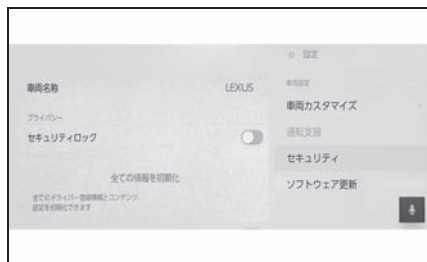 車両名称 LEXUS
プライバシー
セキュリティロック
全ての情報を初期化
全てのドライバー登録情報とコンテンツ、
設定を初期化できます
設定
車両設定
車両カスタマイズ
運転支援
セキュリティ
ソフトウェア更新